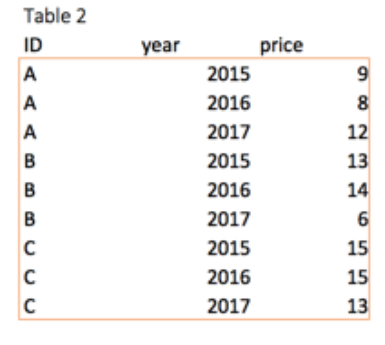 Table 2
ID year price
A 2015 9
A 2016 8
A 2017 12
B 2015 13
B 2016 14
B 2017 6
C 2015 15
C 2016 15
C 2017 13